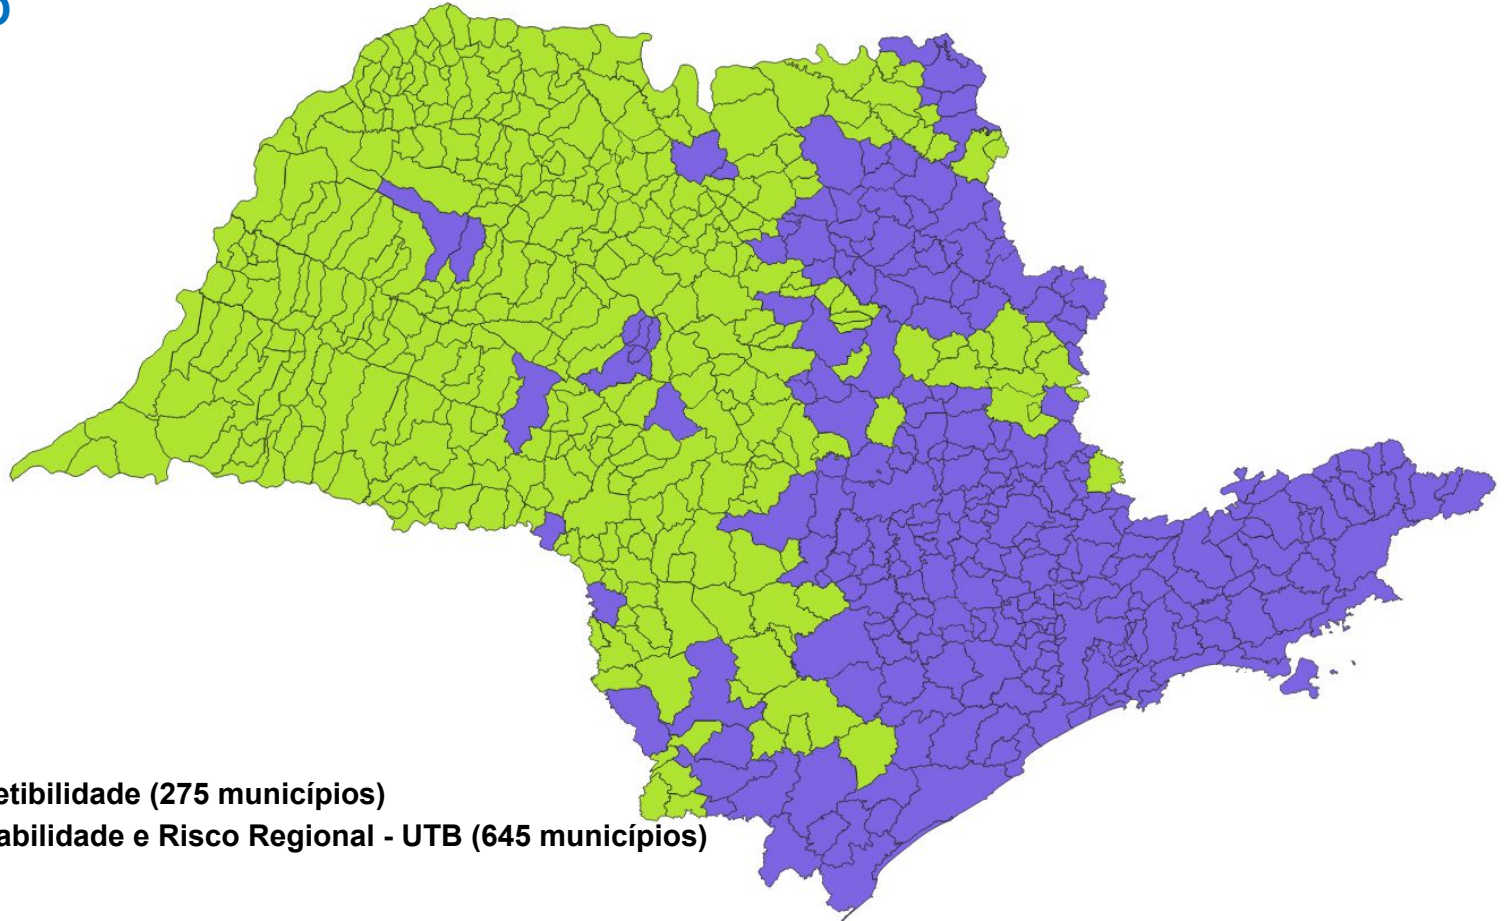 etibilidade (275 municípios)
abilidade e Risco Regional - UTB (645 municípios)